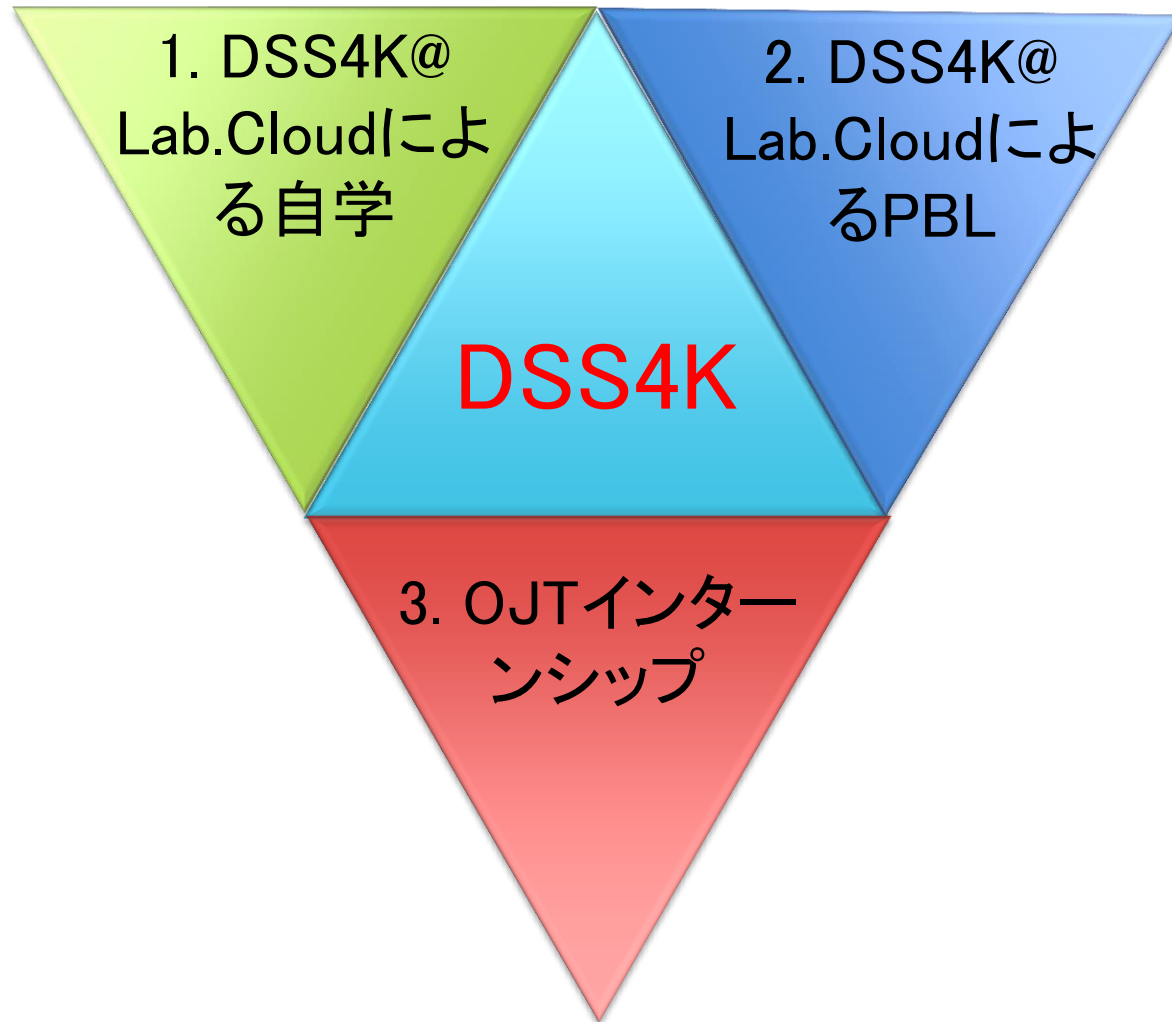 1. DSS4K@
Lab.Cloudによ
る自学
2. DSS4K@
Lab.Cloudによ
るPBL
DSS4K
3. OJTインター
ンシップ